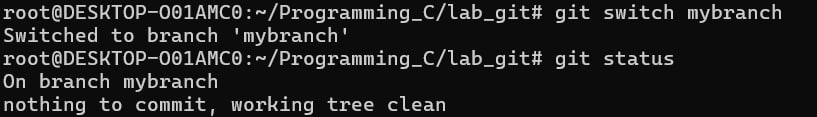 root@DESKTOP-O01AMC0:~/Programming_C/lab_git# git switch mybranch
Switched to branch 'mybranch'
root@DESKTOP-O01AMC0:~/Programming_C/lab_git# git status
On branch mybranch
nothing to commit, working tree clean